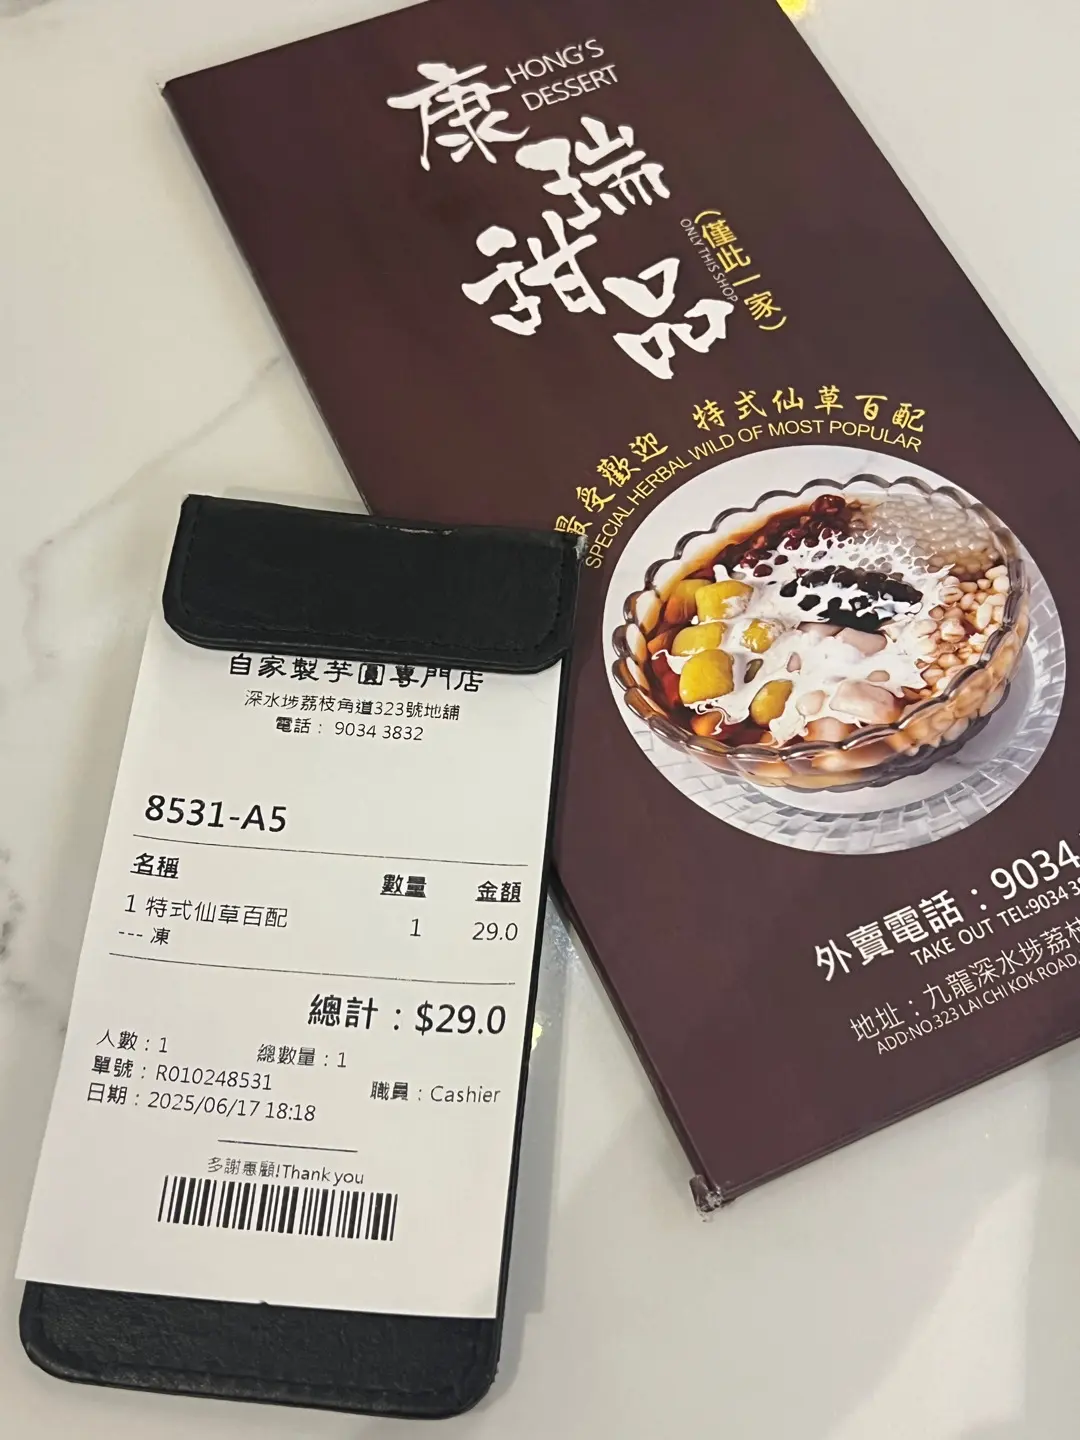 康瑞甜品
HONG'S
DESSERT
(僅此一家)
ONLY THIS SHOP
最受歡迎 特式仙草百配
SPECIAL HERBAL WILD OF MOST POPULAR
外賣電話：9034
TAKE OUT TEL:9034
地址：九龍深水埗荔枝
ADD:NO.323 LAI CHI KOK ROAD,
自家製芋圓專門店
深水埗荔枝角道323號地舖
電話： 9034 3832
8531-A5
名稱 數量 金額
1 特式仙草百配 1 29.0
--- 凍
總計：$29.0
人數：1 總數量：1
單號：R010248531 職員：Cashier
日期：2025/06/17 18:18
多謝惠顧!Thank you